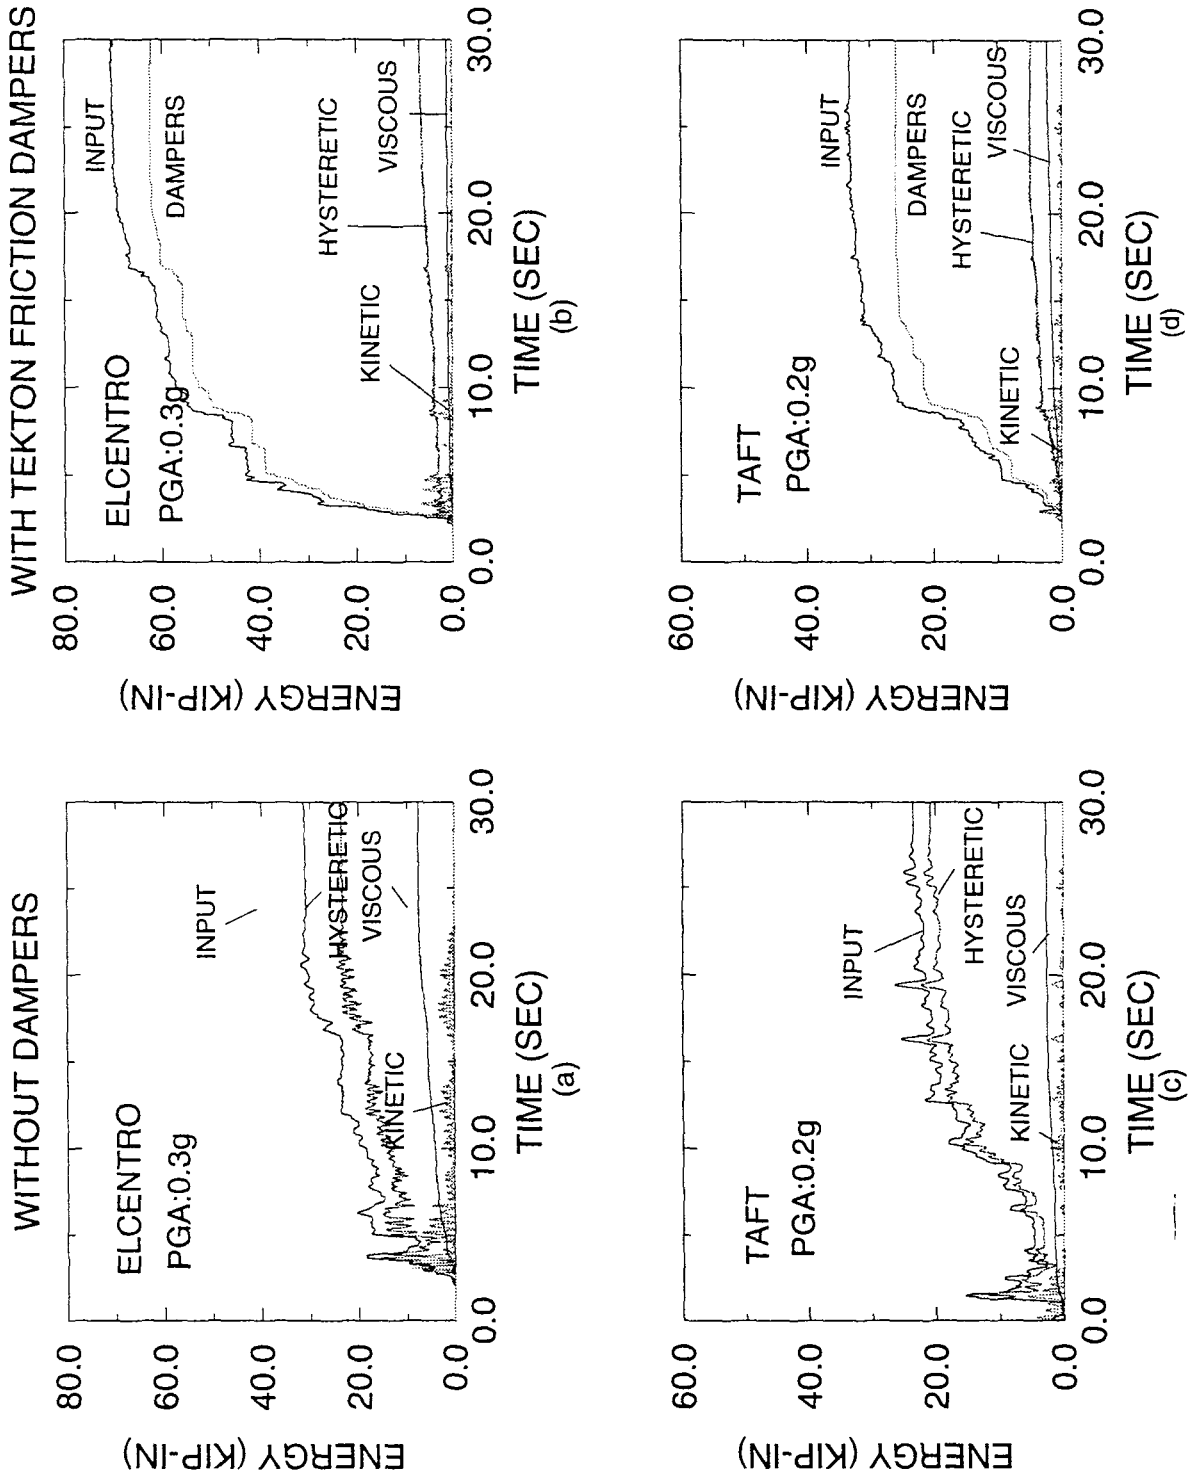 WITHOUT DAMPERS
WITH TEKTON FRICTION DAMPERS
ENERGY (KIP-IN)
80.0
60.0
40.0
20.0
0.0
ELCENTRO
PGA:0.3g
INPUT
HYSTERETIC
VISCOUS
KINETIC
0.0
10.0
20.0
30.0
TIME (SEC)
(a)
ENERGY (KIP-IN)
80.0
60.0
40.0
20.0
0.0
ELCENTRO
PGA:0.3g
INPUT
DAMPERS
HYSTERETIC
VISCOUS
KINETIC
0.0
10.0
20.0
30.0
TIME (SEC)
(b)
ENERGY (KIP-IN)
60.0
40.0
20.0
0.0
TAFT
PGA:0.2g
INPUT
HYSTERETIC
VISCOUS
KINETIC
0.0
10.0
20.0
30.0
TIME (SEC)
(c)
ENERGY (KIP-IN)
60.0
40.0
20.0
0.0
TAFT
PGA:0.2g
INPUT
DAMPERS
HYSTERETIC
VISCOUS
KINETIC
0.0
10.0
20.0
30.0
TIME (SEC)
(d)